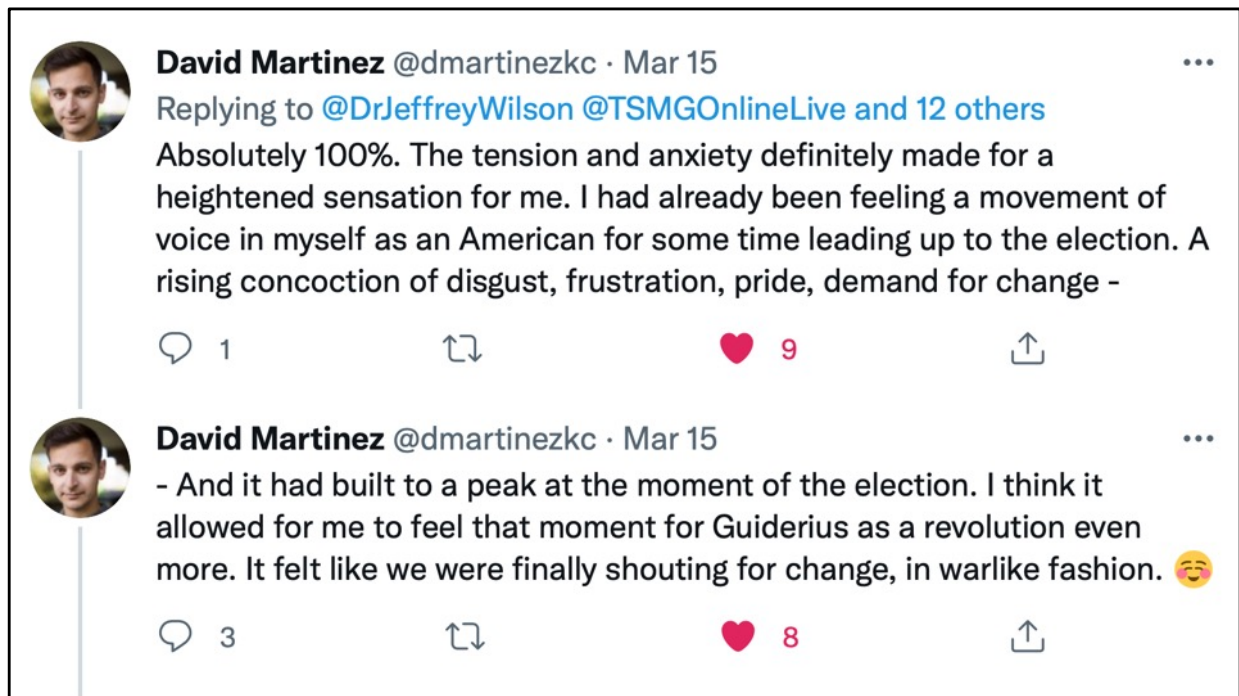 David Martinez @dmartinezkc · Mar 15
Replying to @DrJeffreyWilson @TSMGOnlineLive and 12 others
Absolutely 100%. The tension and anxiety definitely made for a
heightened sensation for me. I had already been feeling a movement of
voice in myself as an American for some time leading up to the election. A
rising concoction of disgust, frustration, pride, demand for change -
1 9
David Martinez @dmartinezkc · Mar 15
- And it had built to a peak at the moment of the election. I think it
allowed for me to feel that moment for Guiderius as a revolution even
more. It felt like we were finally shouting for change, in warlike fashion. ☺️
3 8